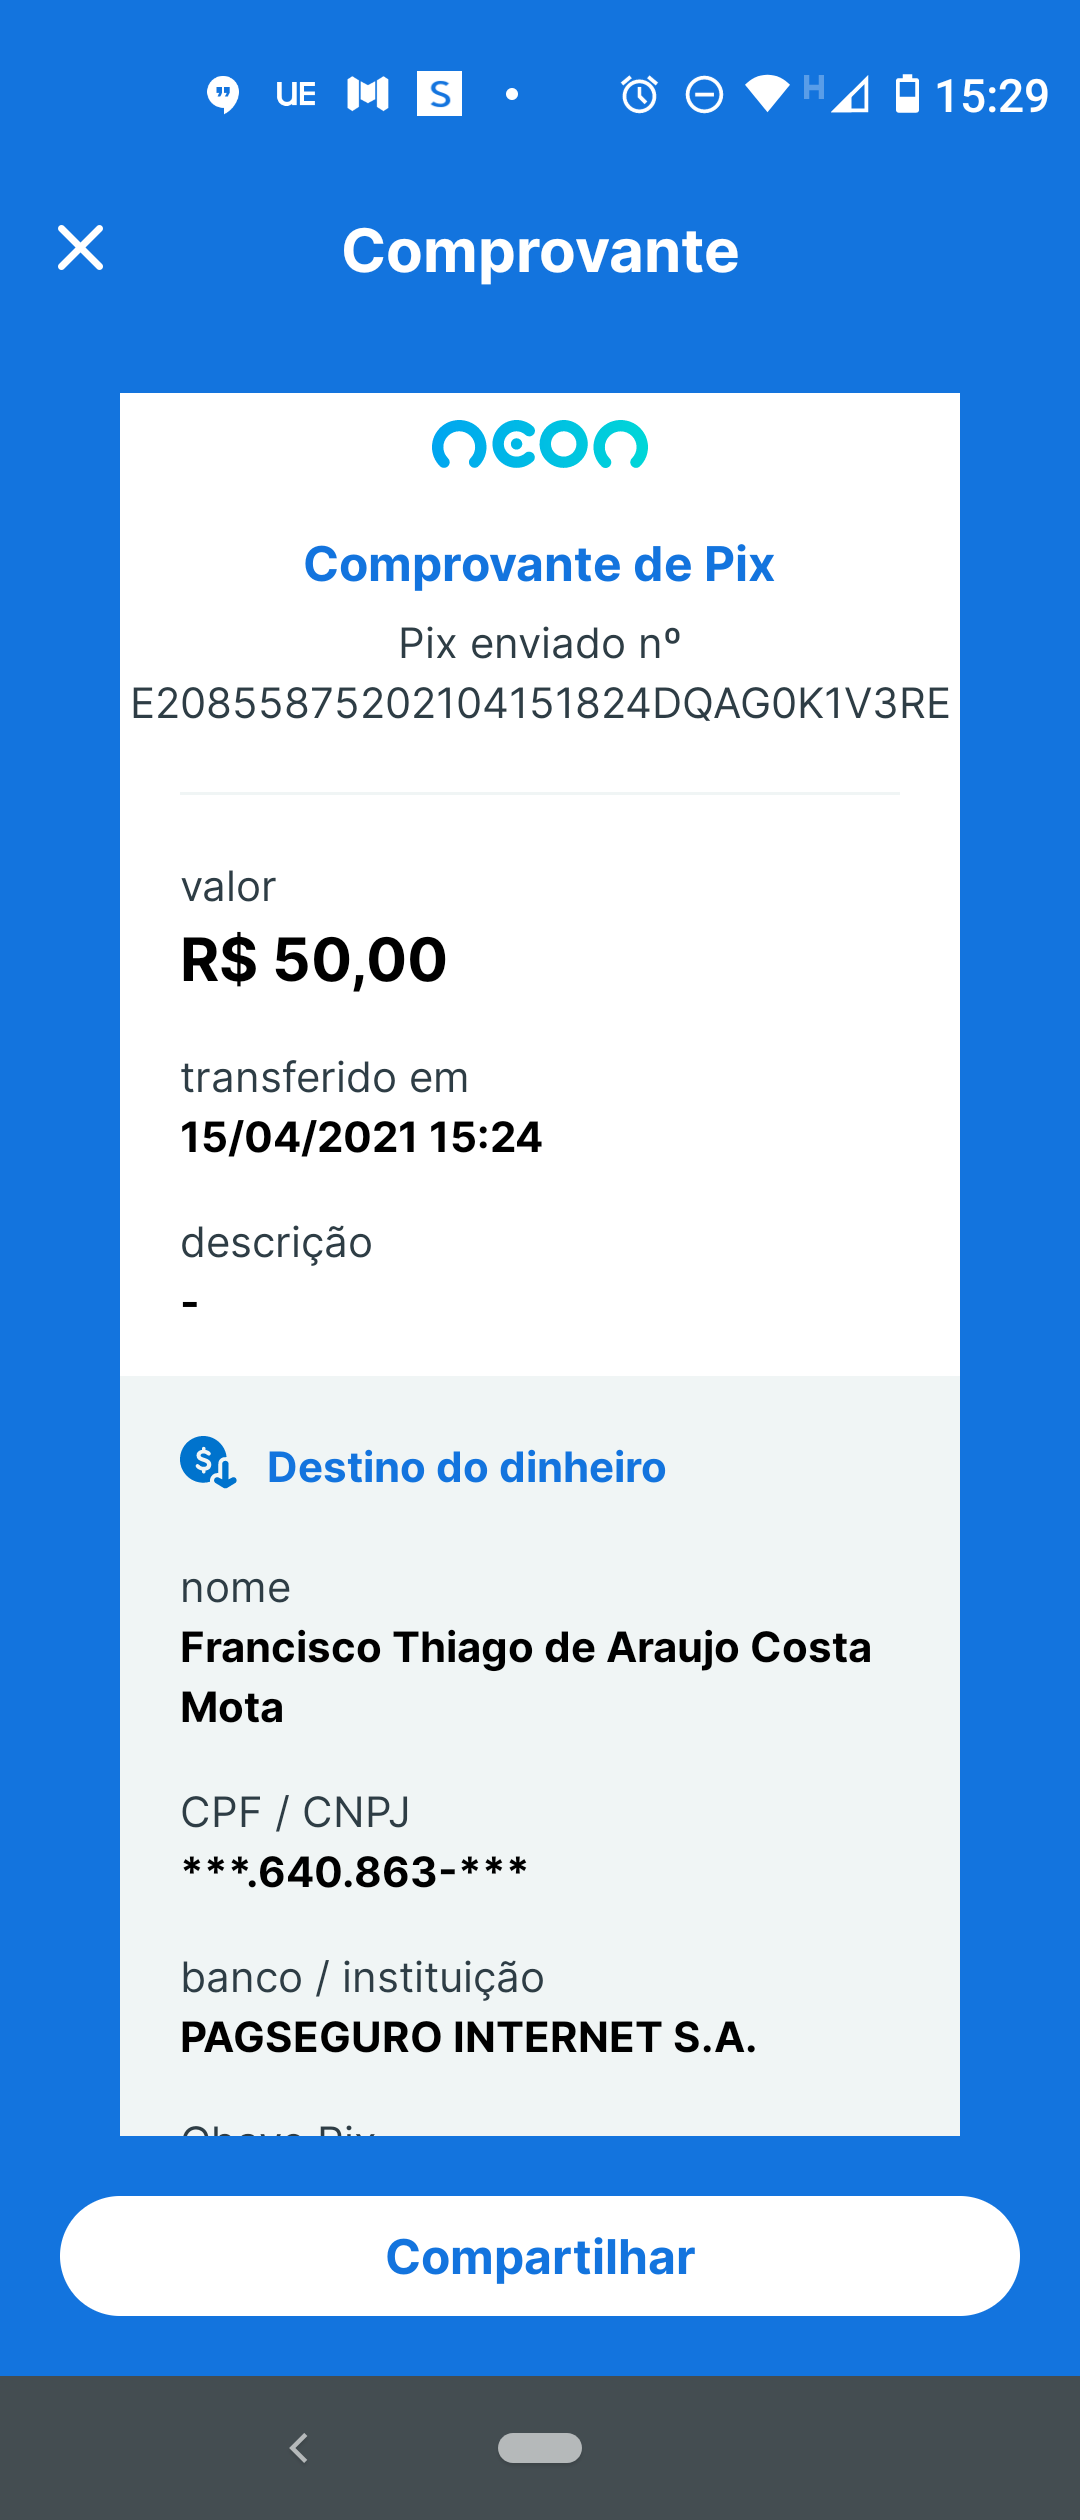 UE
S
H
15:29
Comprovante
neon
Comprovante de Pix
Pix enviado nº
E20855875202104151824DQAG0K1V3RE
valor
R$ 50,00
transferido em
15/04/2021 15:24
descrição
-
Destino do dinheiro
nome
Francisco Thiago de Araujo Costa
Mota
CPF / CNPJ
***.640.863-***
banco / instituição
PAGSEGURO INTERNET S.A.
Chave Pix
Compartilhar